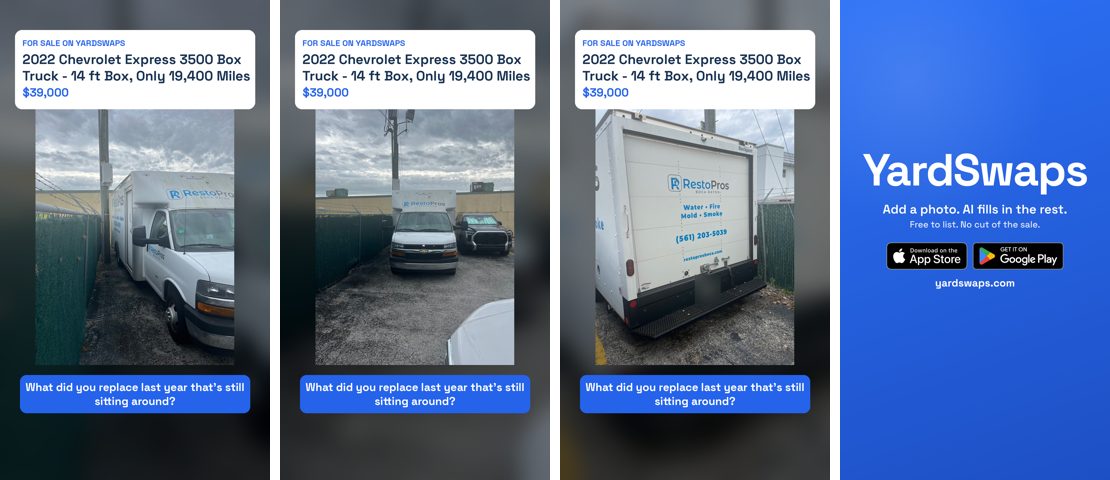 FOR SALE ON YARDSWAPS
2022 Chevrolet Express 3500 Box
Truck - 14 ft Box, Only 19,400 Miles
$39,000
RestoPros
What did you replace last year that's still
sitting around?
FOR SALE ON YARDSWAPS
2022 Chevrolet Express 3500 Box
Truck - 14 ft Box, Only 19,400 Miles
$39,000
RestoPros
What did you replace last year that's still
sitting around?
FOR SALE ON YARDSWAPS
2022 Chevrolet Express 3500 Box
Truck - 14 ft Box, Only 19,400 Miles
$39,000
RestoPros
Water • Fire
Mold • Smoke
(561) 203-5039
What did you replace last year that's still
sitting around?
YardSwaps
Add a photo. AI fills in the rest.
Free to list. No cut of the sale.
Download on the
App Store
GET IT ON
Google Play
yardswaps.com